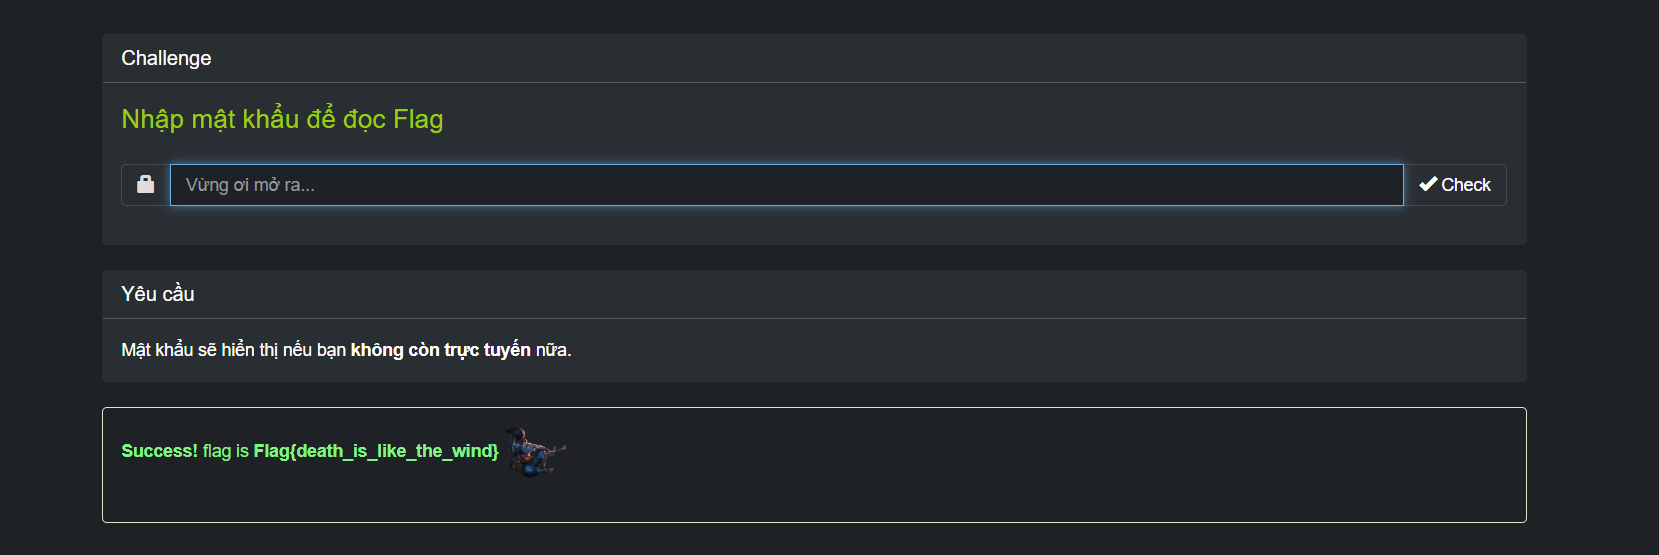 Challenge
Nhập mật khẩu để đọc Flag
Vừng ơi mở ra...
Check
Yêu cầu
Mật khẩu sẽ hiển thị nếu bạn không còn trực tuyến nữa.
Success! flag is Flag{death_is_like_the_wind}